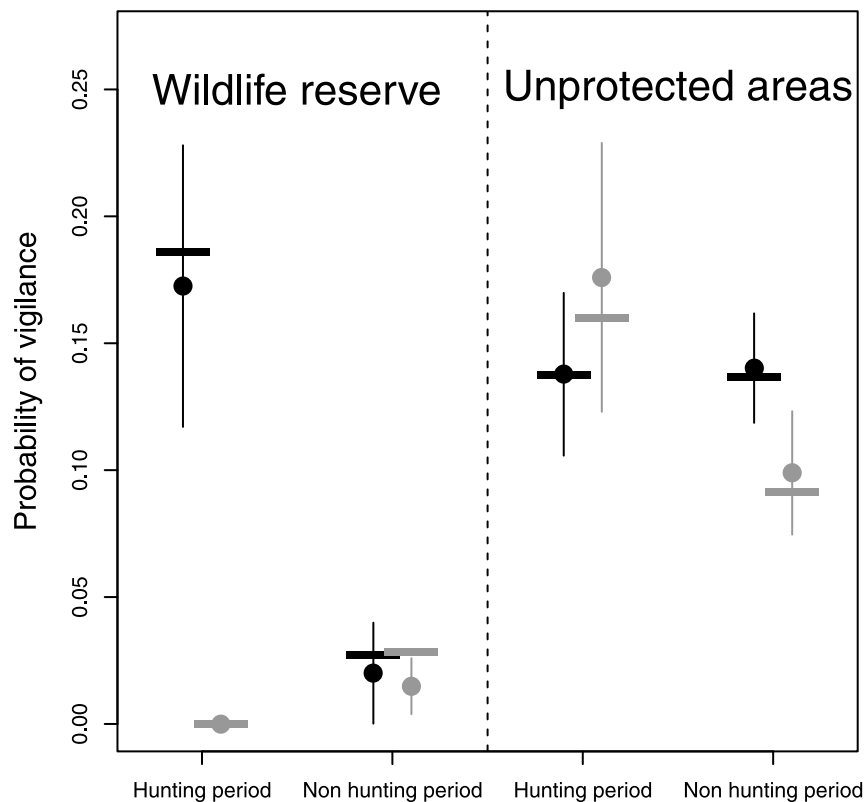 Wildlife reserve
Unprotected areas
Probability of vigilance
0.25
0.20
0.15
0.10
0.05
0.00
Hunting period
Non hunting period
Hunting period
Non hunting period